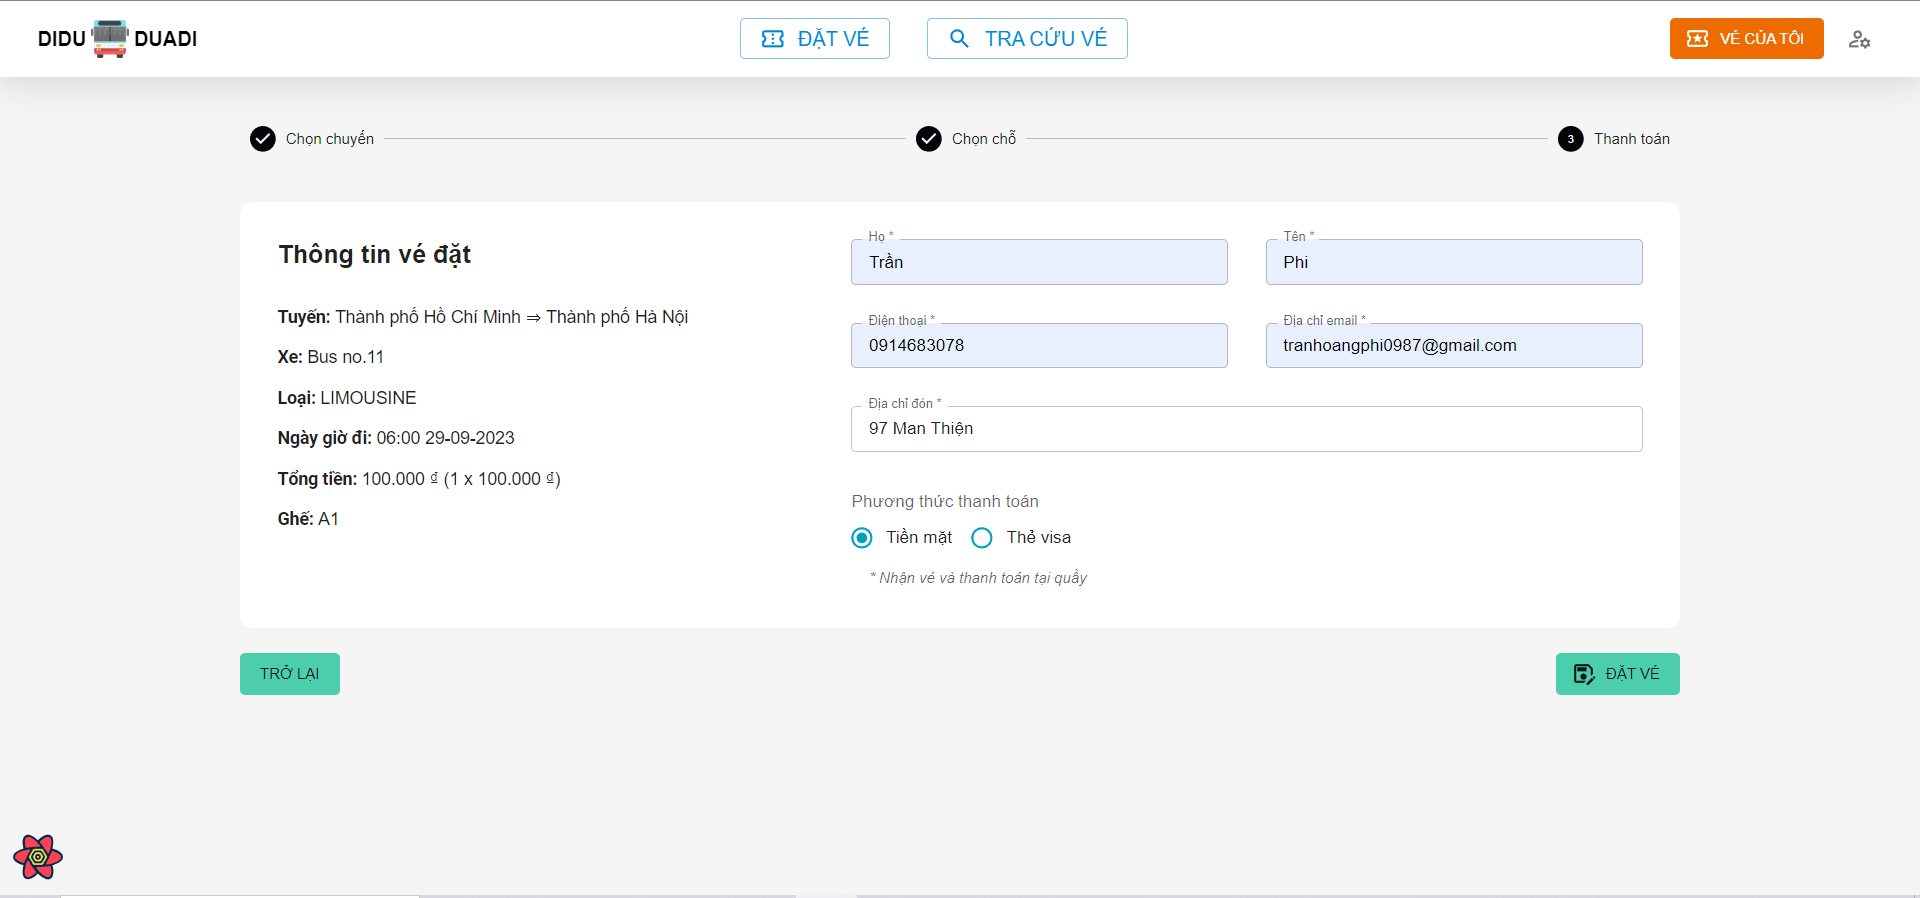 DIDU DUADI
ĐẶT VÉ
TRA CỨU VÉ
VÉ CỦA TÔI
Chọn chuyến
Chọn chỗ
3 Thanh toán
Thông tin vé đặt
Tuyến: Thành phố Hồ Chí Minh ⇒ Thành phố Hà Nội
Xe: Bus no.11
Loại: LIMOUSINE
Ngày giờ đi: 06:00 29-09-2023
Tổng tiền: 100.000 ₫ (1 x 100.000 ₫)
Ghế: A1
Họ *
Trần
Tên *
Phi
Điện thoại *
0914683078
Địa chỉ email *
tranhoangphi0987@gmail.com
Địa chỉ đón *
97 Man Thiện
Phương thức thanh toán
Tiền mặt
Thẻ visa
* Nhận vé và thanh toán tại quầy
TRỞ LẠI
ĐẶT VÉ